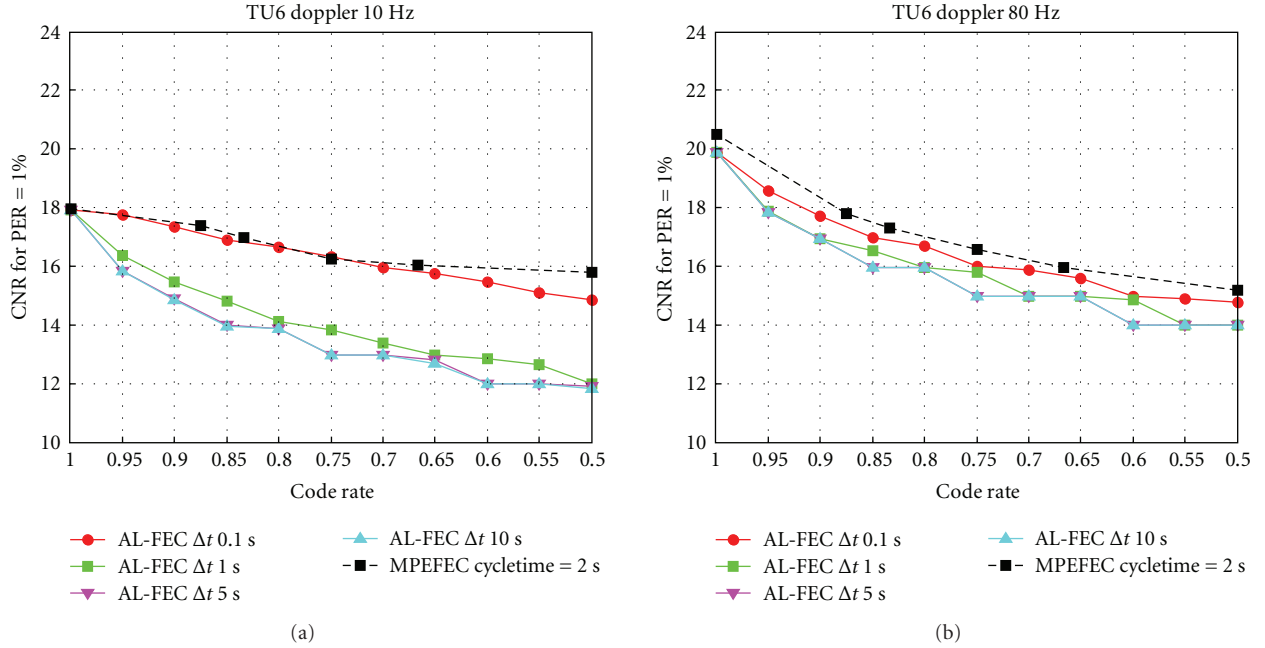 TU6 doppler 10 Hz
24
22
20
18
16
14
12
10
CNR for PER = 1%
1 0.95 0.9 0.85 0.8 0.75 0.7 0.65 0.6 0.55 0.5
Code rate
AL-FEC Δt 0.1 s
AL-FEC Δt 1 s
AL-FEC Δt 5 s
AL-FEC Δt 10 s
MPEFEC cycletime = 2 s
(a)
TU6 doppler 80 Hz
24
22
20
18
16
14
12
10
CNR for PER = 1%
1 0.95 0.9 0.85 0.8 0.75 0.7 0.65 0.6 0.55 0.5
Code rate
AL-FEC Δt 0.1 s
AL-FEC Δt 1 s
AL-FEC Δt 5 s
AL-FEC Δt 10 s
MPEFEC cycletime = 2 s
(b)